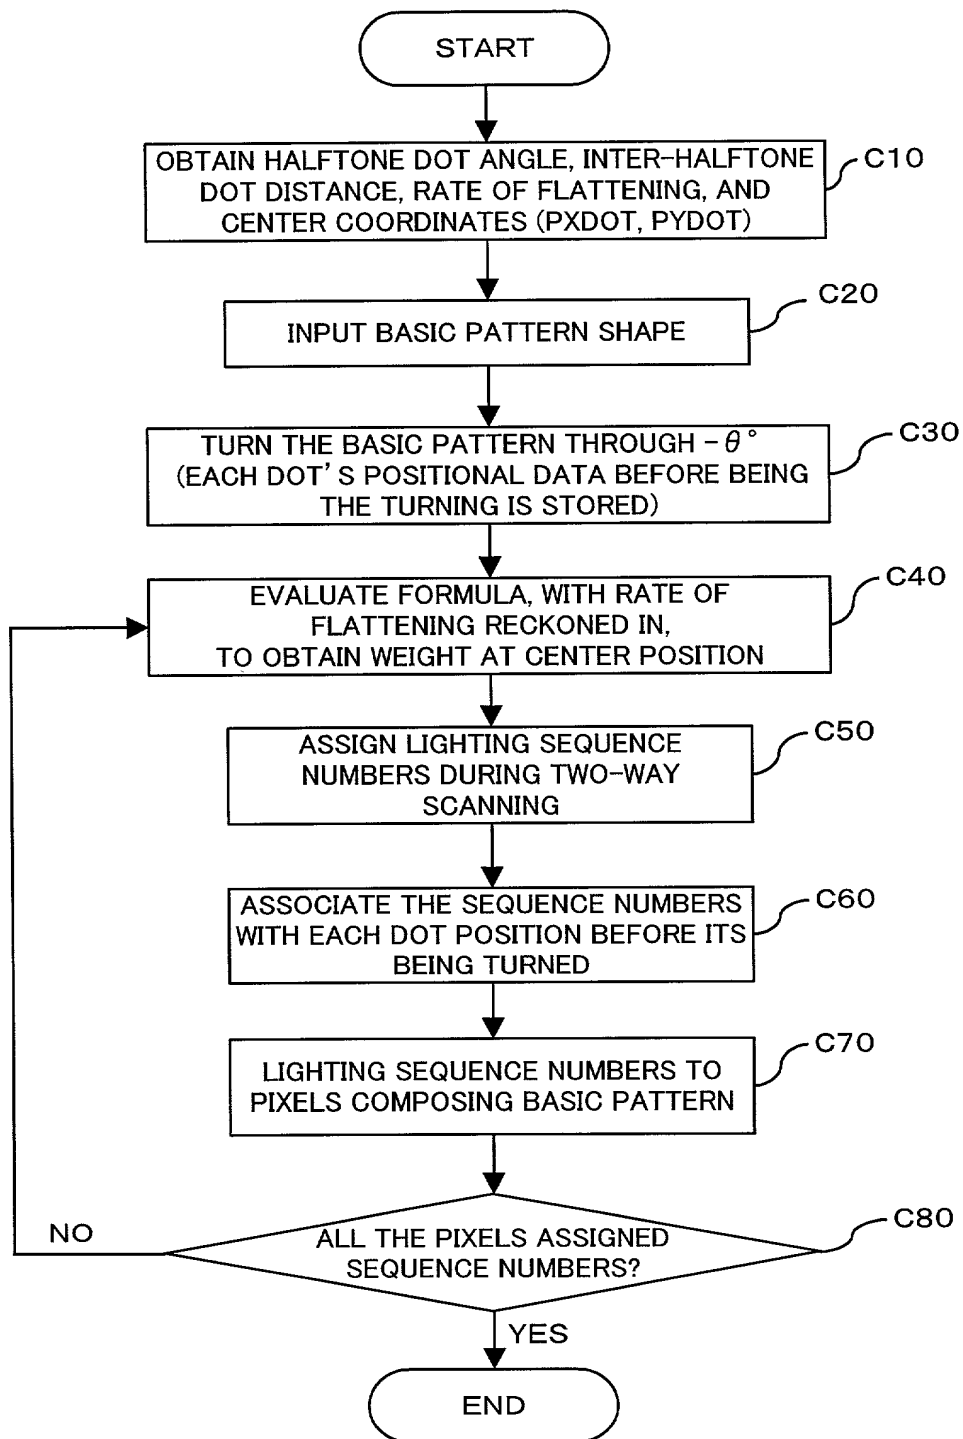 START
OBTAIN HALFTONE DOT ANGLE, INTER-HALFTONE
DOT DISTANCE, RATE OF FLATTENING, AND
CENTER COORDINATES (PXDOT, PYDOT)
C10
INPUT BASIC PATTERN SHAPE
C20
TURN THE BASIC PATTERN THROUGH -θ°
(EACH DOT'S POSITIONAL DATA BEFORE BEING
THE TURNING IS STORED)
C30
EVALUATE FORMULA, WITH RATE OF
FLATTENING RECKONED IN,
TO OBTAIN WEIGHT AT CENTER POSITION
C40
ASSIGN LIGHTING SEQUENCE
NUMBERS DURING TWO-WAY
SCANNING
C50
ASSOCIATE THE SEQUENCE NUMBERS
WITH EACH DOT POSITION BEFORE ITS
BEING TURNED
C60
LIGHTING SEQUENCE NUMBERS TO
PIXELS COMPOSING BASIC PATTERN
C70
ALL THE PIXELS ASSIGNED
SEQUENCE NUMBERS?
C80
NO
YES
END